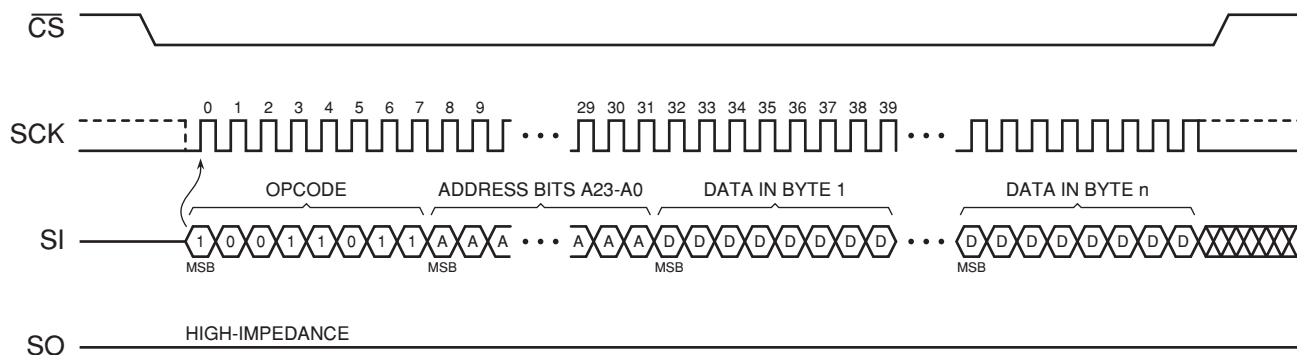 CS
0 1 2 3 4 5 6 7 8 9 29 30 31 32 33 34 35 36 37 38 39
SCK
OPCODE ADDRESS BITS A23-A0 DATA IN BYTE 1 DATA IN BYTE n
SI 1 0 0 1 1 0 1 1 A A A A A A D D D D D D D D D D D D D D D D
MSB MSB MSB MSB
HIGH-IMPEDANCE
SO